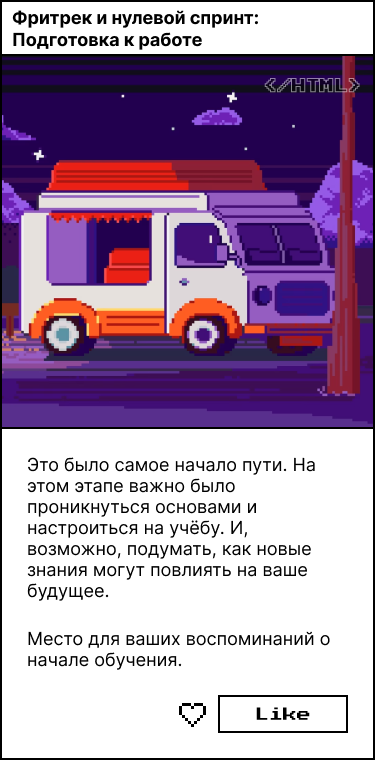 Фритрек и нулевой спринт:
Подготовка к работе
</HTML>
Это было самое начало пути. На
этом этапе важно было
проникнуться основами и
настроиться на учёбу. И,
возможно, подумать, как новые
знания могут повлиять на ваше
будущее.
Место для ваших воспоминаний о
начале обучения.
Like